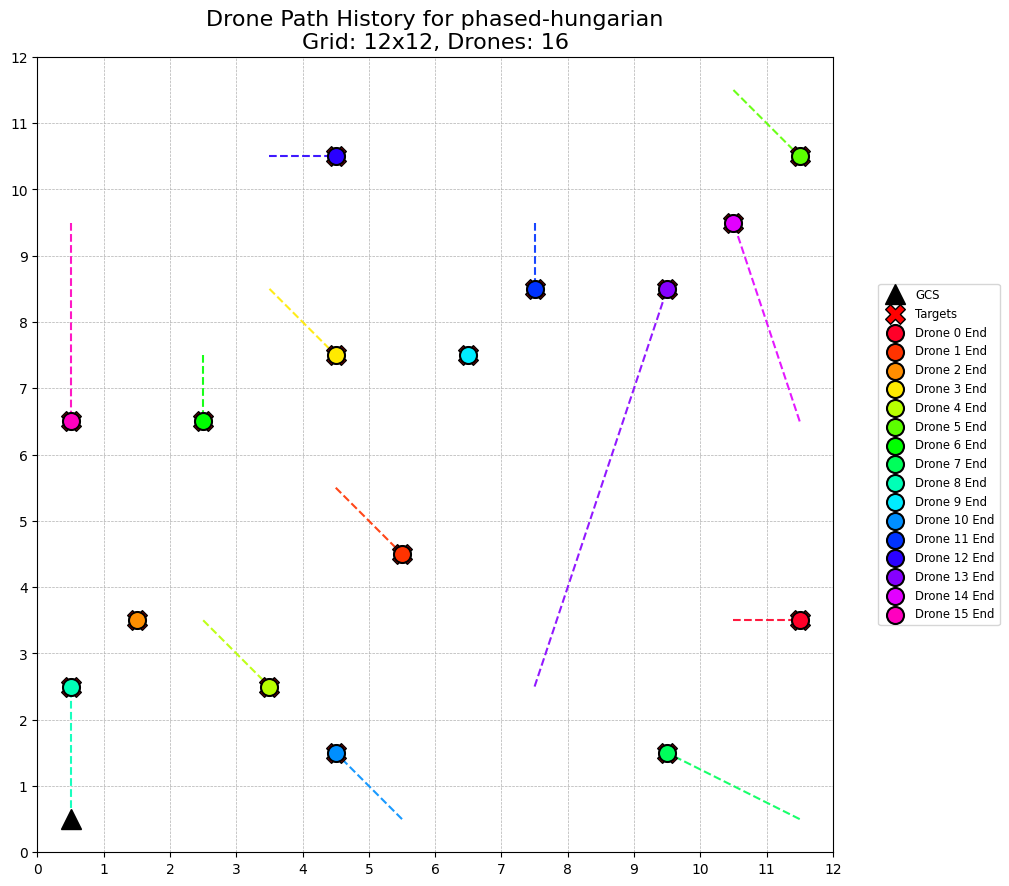 Drone Path History for phased-hungarian
Grid: 12x12, Drones: 16
12
11
10
9
8
7
6
5
4
3
2
1
0
0 1 2 3 4 5 6 7 8 9 10 11 12
GCS
Targets
Drone 0 End
Drone 1 End
Drone 2 End
Drone 3 End
Drone 4 End
Drone 5 End
Drone 6 End
Drone 7 End
Drone 8 End
Drone 9 End
Drone 10 End
Drone 11 End
Drone 12 End
Drone 13 End
Drone 14 End
Drone 15 End